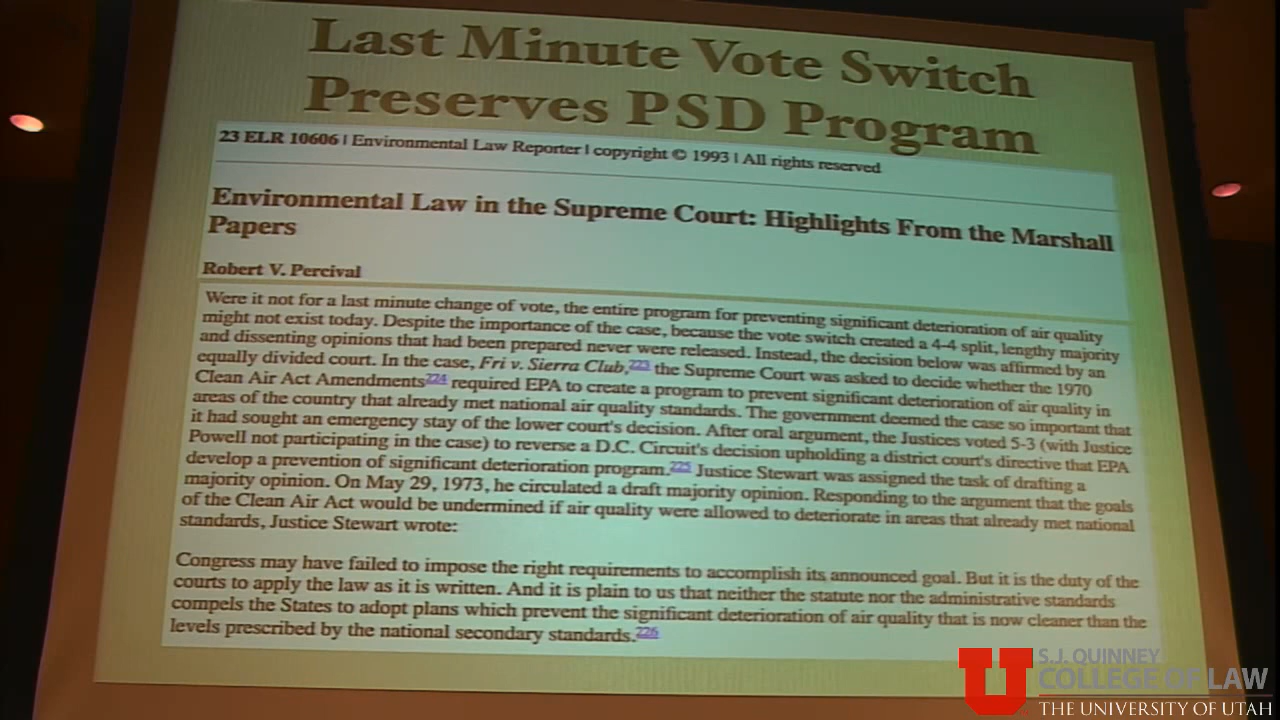 Last Minute Vote Switch
Preserves PSD Program
23 ELR 10606 | Environmental Law Reporter | copyright © 1993 | All rights reserved
Environmental Law in the Supreme Court: Highlights From the Marshall
Papers
Robert V. Percival
Were it not for a last minute change of vote, the entire program for preventing significant deterioration of air quality
might not exist today. Despite the importance of the case, because the vote switch created a 4-4 split, lengthy majority
and dissenting opinions that had been prepared never were released. Instead, the decision below was affirmed by an
equally divided court. In the case, Fri v. Sierra Club,223 the Supreme Court was asked to decide whether the 1970
Clean Air Act Amendments224 required EPA to create a program to prevent significant deterioration of air quality in
areas of the country that already met national air quality standards. The government deemed the case so important that
it had sought an emergency stay of the lower court's decision. After oral argument, the Justices voted 5-3 (with Justice
Powell not participating in the case) to reverse a D.C. Circuit's decision upholding a district court's directive that EPA
develop a prevention of significant deterioration program.225 Justice Stewart was assigned the task of drafting a
majority opinion. On May 29, 1973, he circulated a draft majority opinion. Responding to the argument that the goals
of the Clean Air Act would be undermined if air quality were allowed to deteriorate in areas that already met national
standards, Justice Stewart wrote:
Congress may have failed to impose the right requirements to accomplish its announced goal. But it is the duty of the
courts to apply the law as it is written. And it is plain to us that neither the statute nor the administrative standards
compels the States to adopt plans which prevent the significant deterioration of air quality that is now cleaner than the
levels prescribed by the national secondary standards.226
S.J. QUINNEY
COLLEGE OF LAW
THE UNIVERSITY OF UTAH